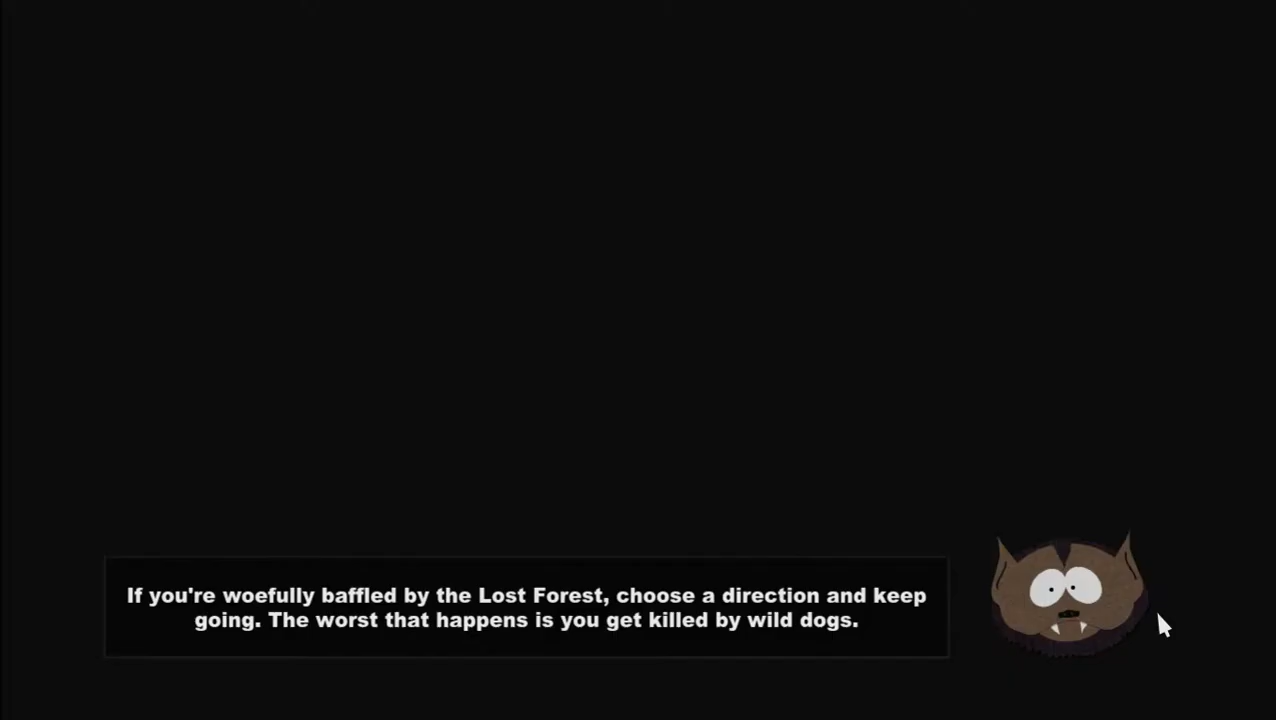 If you're woefully baffled by the Lost Forest, choose a direction and keep
going. The worst that happens is you get killed by wild dogs.